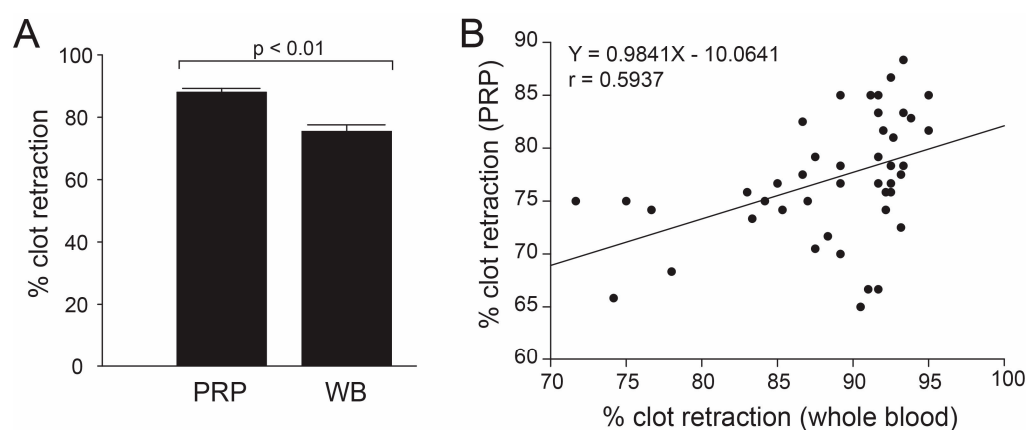 A
p < 0.01
100
80
60
40
20
0
% clot retraction
PRP
WB
B
Y = 0.9841X - 10.0641
r = 0.5937
90
85
80
75
70
65
60
% clot retraction (PRP)
70
75
80
85
90
95
100
% clot retraction (whole blood)